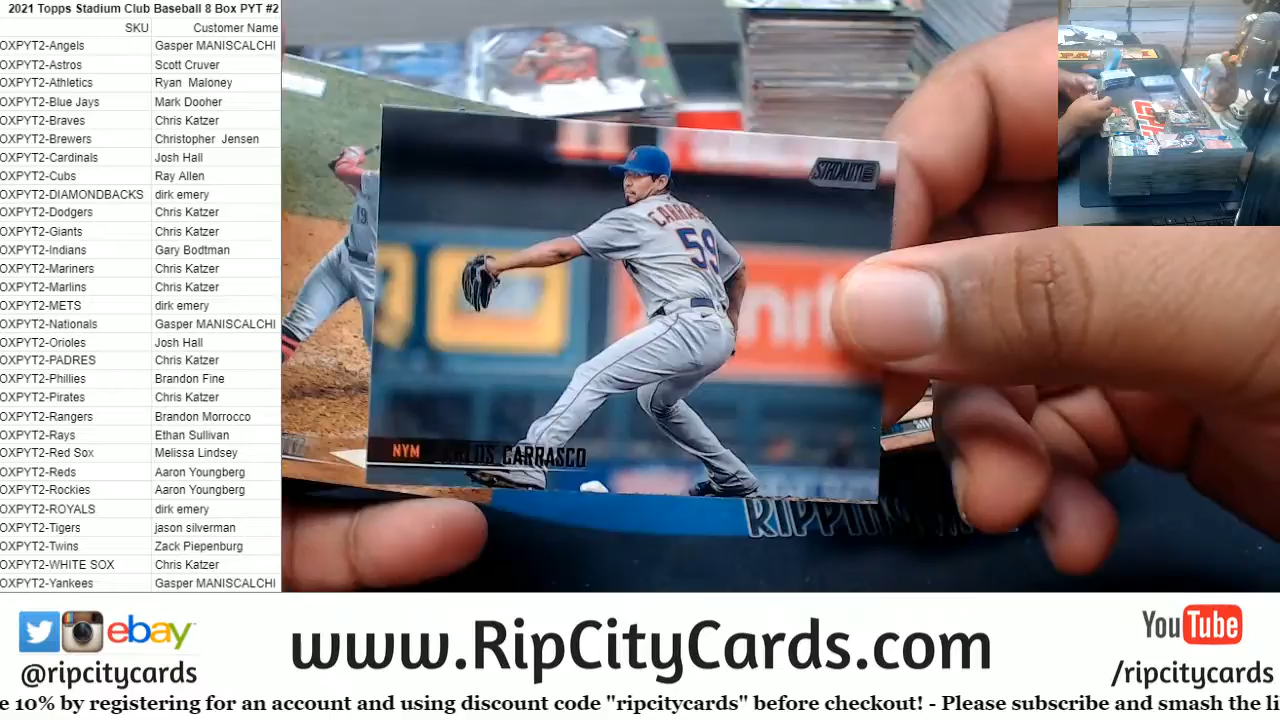 2021 Topps Stadium Club Baseball 8 Box PYT #2
SKU Customer Name
OXPYT2-Angels Gasper MANISCALCHI
OXPYT2-Astros Scott Cruver
OXPYT2-Athletics Ryan Maloney
OXPYT2-Blue Jays Mark Dooher
OXPYT2-Braves Chris Katzer
OXPYT2-Brewers Christopher Jensen
OXPYT2-Cardinals Josh Hall
OXPYT2-Cubs Ray Allen
OXPYT2-DIAMONDBACKS dirk emery
OXPYT2-Dodgers Chris Katzer
OXPYT2-Giants Chris Katzer
OXPYT2-Indians Gary Bodtman
OXPYT2-Mariners Chris Katzer
OXPYT2-Marlins Chris Katzer
OXPYT2-METS dirk emery
OXPYT2-Nationals Gasper MANISCALCHI
OXPYT2-Orioles Josh Hall
OXPYT2-PADRES Chris Katzer
OXPYT2-Phillies Brandon Fine
OXPYT2-Pirates Chris Katzer
OXPYT2-Rangers Brandon Morrocco
OXPYT2-Rays Ethan Sullivan
OXPYT2-Red Sox Melissa Lindsey
OXPYT2-Reds Aaron Youngberg
OXPYT2-Rockies Aaron Youngberg
OXPYT2-ROYALS dirk emery
OXPYT2-Tigers jason silverman
OXPYT2-Twins Zack Piepenburg
OXPYT2-WHITE SOX Chris Katzer
OXPYT2-Yankees Gasper MANISCALCHI
STADIUM
59
19
NYM CARRASCO
ebay
@ripcitycards
www.RipCityCards.com
YouTube
/ripcitycards
e 10% by registering for an account and using discount code "ripcitycards" before checkout! - Please subscribe and smash the li